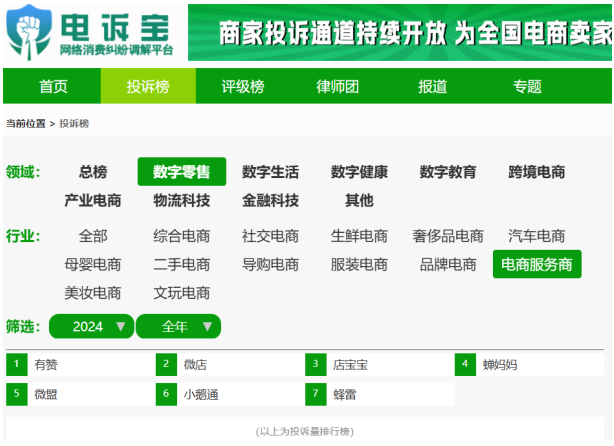 电诉宝
网络消费纠纷调解平台
商家投诉通道持续开放 为全国电商卖家
首页 投诉榜 评级榜 律师团 报道 专题
当前位置 > 投诉榜
领域： 总榜 数字零售 数字生活 数字健康 数字教育 跨境电商
产业电商 物流科技 金融科技 其他
行业： 全部 综合电商 社交电商 生鲜电商 奢侈品电商 汽车电商
母婴电商 二手电商 导购电商 服装电商 品牌电商 电商服务商
美妆电商 文玩电商
筛选： 2024 ▼ 全年 ▼
1 有赞 2 微店 3 店宝宝 4 蝉妈妈
5 微盟 6 小鹅通 7 蜂雷
(以上为投诉量排行榜)